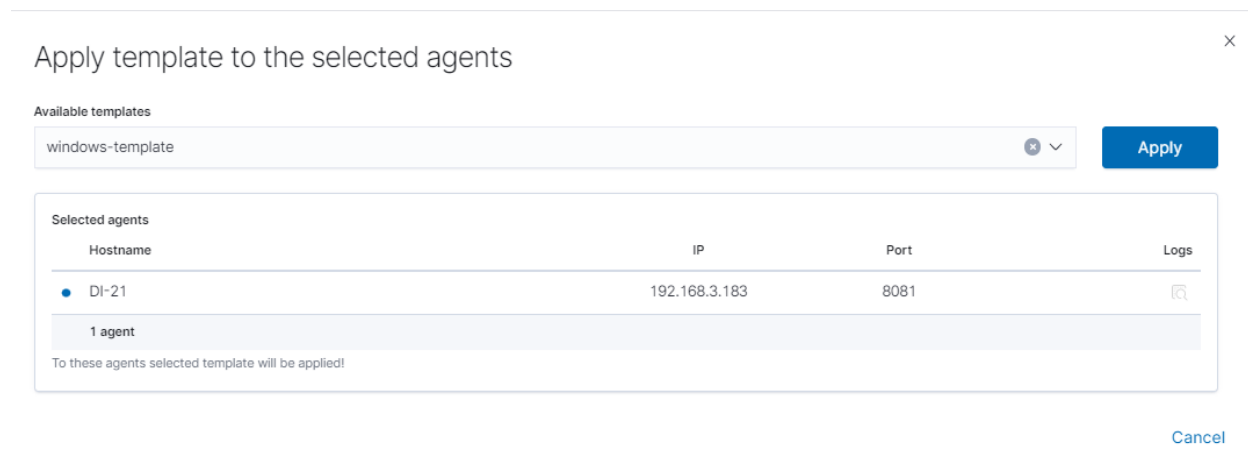 Apply template to the selected agents
Available templates
windows-template
Apply
Selected agents
Hostname IP Port Logs
DI-21 192.168.3.183 8081
1 agent
To these agents selected template will be applied!
Cancel